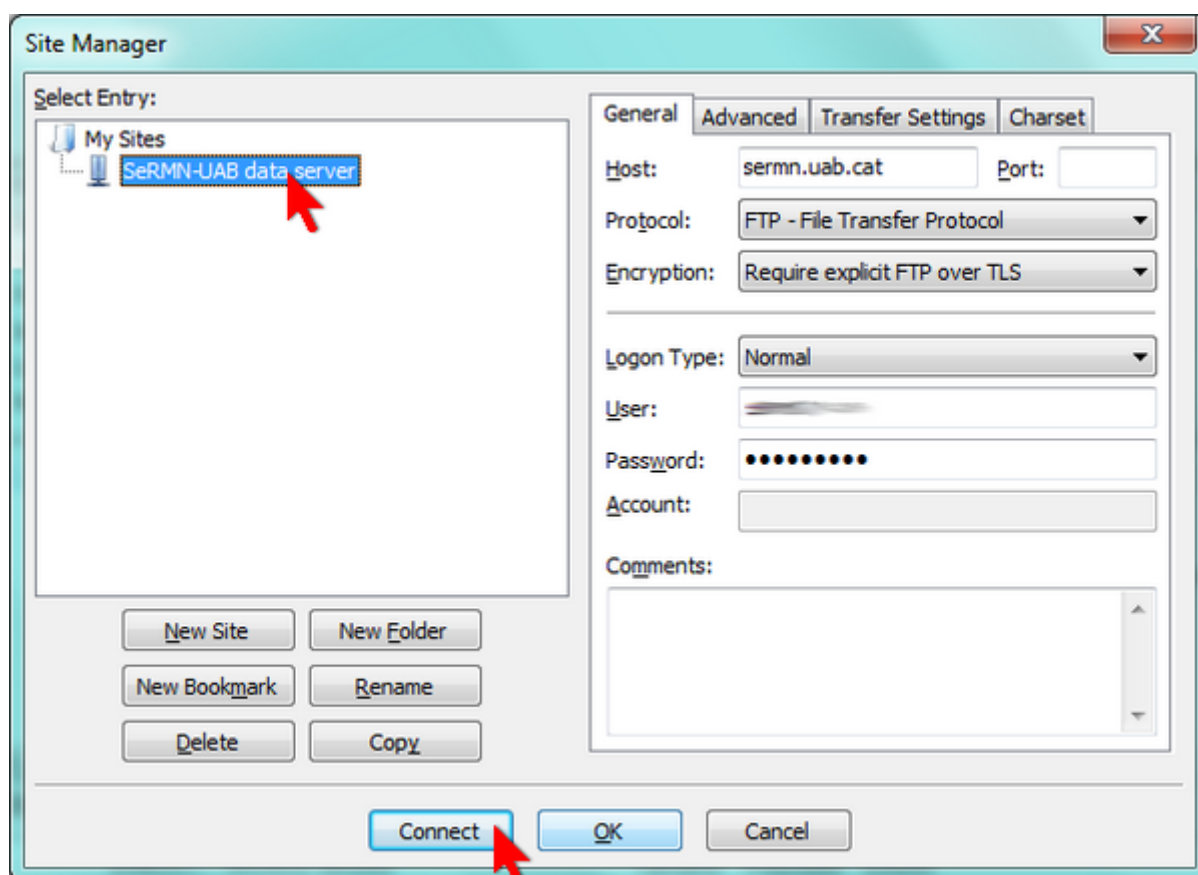 Site Manager
Select Entry:
My Sites
SeRMN-UAB data server
New Site New Folder
New Bookmark Rename
Delete Copy
General Advanced Transfer Settings Charset
Host: sermn.uab.cat Port:
Protocol: FTP - File Transfer Protocol
Encryption: Require explicit FTP over TLS
Logon Type: Normal
User:
Password: •••••••••
Account:
Comments:
Connect OK Cancel